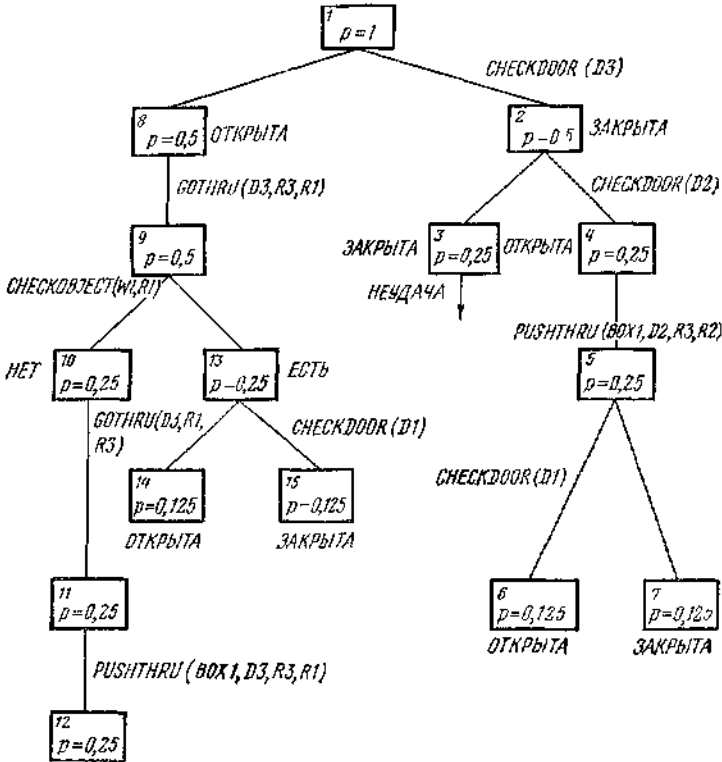 1
p=1
CHECKDOOR (D3)
8
p=0,5 ОТКРЫТА
2
p-0,5 ЗАКРЫТА
GOTHRU(D3,R3,R1)
CHECKDOOR(D2)
9
p=0,5
ЗАКРЫТА
3
p=0,25
ОТКРЫТА
4
p=0,25
CHECKOBJECT(W1,R1)
НЕУДАЧА
PUSHTHRU(BOX1,D2,R3,R2)
НЕТ
10
p=0,25
13
p-0,25
ЕСТЬ
5
p=0,25
GOTHRU(D3,R1,
R3)
CHECKDOOR(D1)
14
p=0,125
15
p-0,125
CHECKDOOR(D1)
ОТКРЫТА
ЗАКРЫТА
11
p=0,25
6
p=0,125
7
p=0,125
ОТКРЫТА
ЗАКРЫТА
PUSHTHRU(BOX1,D3,R3,R1)
12
p=0,25